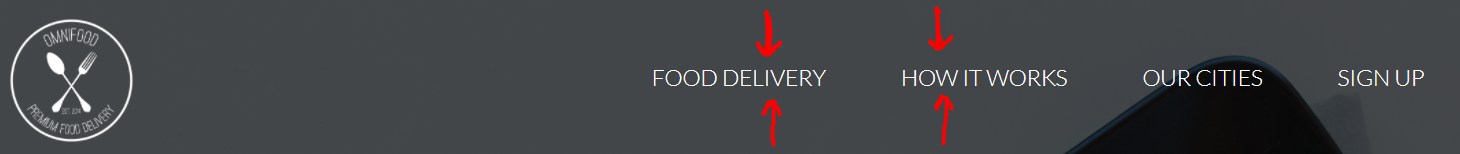 OMNIFOOD
EST. 2014
PREMIUM FOOD DELIVERY
FOOD DELIVERY
HOW IT WORKS
OUR CITIES
SIGN UP